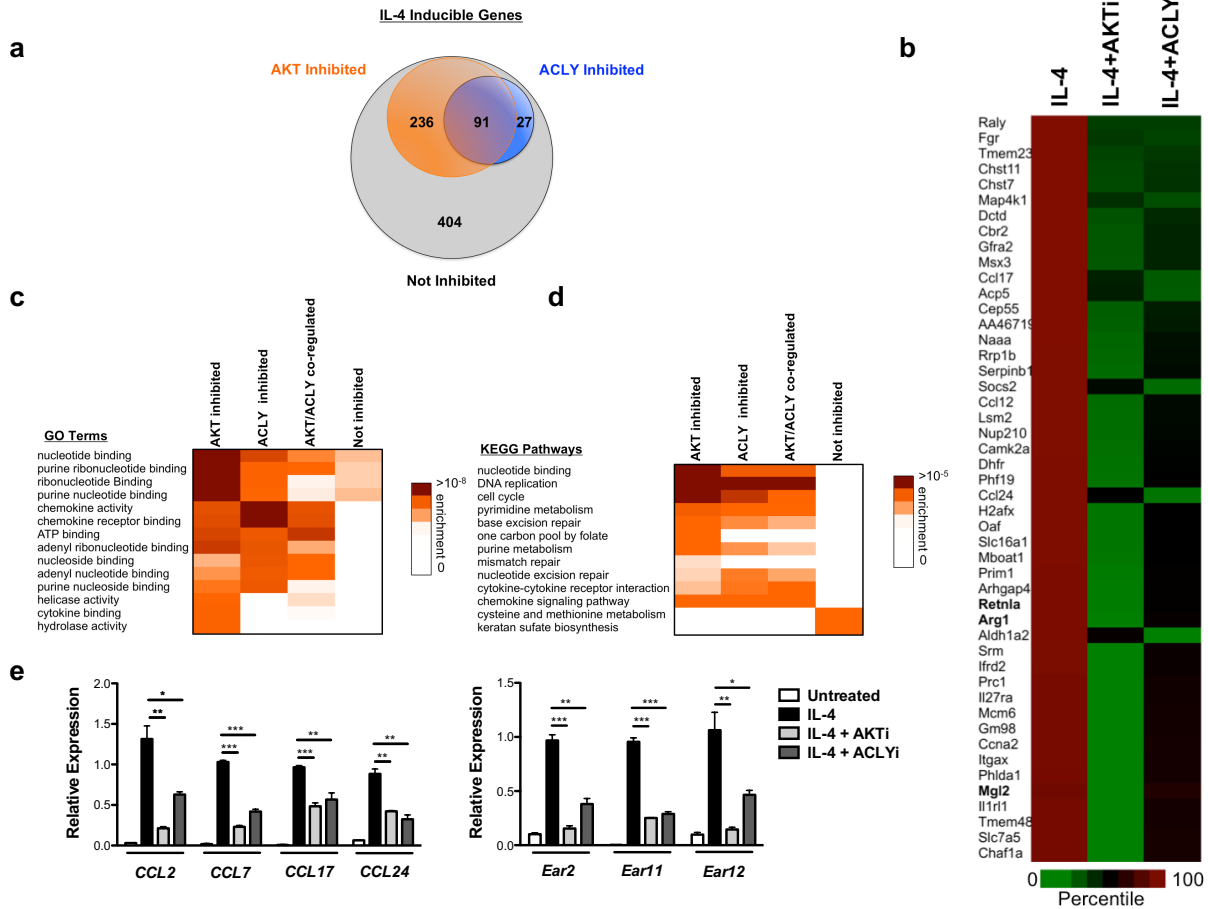 IL-4 Inducible Genes
a
AKT Inhibited
ACLY Inhibited
236
91
27
404
Not Inhibited
b
IL-4
IL-4+AKTi
IL-4+ACLY
Raly
Fgr
Tmem23
Chst11
Chst7
Map4k1
Dctd
Cbr2
Gfra2
Msx3
Ccl17
Acp5
Cep55
AA46719
Naaa
Rrp1b
Serpinb1
Socs2
Ccl12
Lsm2
Nup210
Camk2a
Dhfr
Phf19
Ccl24
H2afx
Oaf
Slc16a1
Mboat1
Prim1
Arhgap4
Retnla
Arg1
Aldh1a2
Srm
Ifrd2
Prc1
Il27ra
Mcm6
Gm98
Ccna2
Itgax
Phlda1
Mgl2
Il1rl1
Tmem48
Slc7a5
Chaf1a
0
100
Percentile
c
AKT inhibited
ACLY inhibited
AKT/ACLY co-regulated
Not inhibited
GO Terms
nucleotide binding
purine ribonucleotide binding
ribonucleotide Binding
purine nucleotide binding
chemokine activity
chemokine receptor binding
ATP binding
adenyl ribonucleotide binding
nucleoside binding
adenyl nucleotide binding
purine nucleoside binding
helicase activity
cytokine binding
hydrolase activity
>10-8
enrichment
0
d
AKT inhibited
ACLY inhibited
AKT/ACLY co-regulated
Not inhibited
KEGG Pathways
nucleotide binding
DNA replication
cell cycle
pyrimidine metabolism
base excision repair
one carbon pool by folate
purine metabolism
mismatch repair
nucleotide excision repair
cytokine-cytokine receptor interaction
chemokine signaling pathway
cysteine and methionine metabolism
keratan sufate biosynthesis
>10-5
enrichment
0
e
Relative Expression
2.0
1.5
1.0
0.5
0.0
*
**
***
***
**
***
**
**
CCL2
CCL7
CCL17
CCL24
Relative Expression
1.5
1.0
0.5
0.0
**
***
***
***
*
**
Ear2
Ear11
Ear12
Untreated
IL-4
IL-4 + AKTi
IL-4 + ACLYi